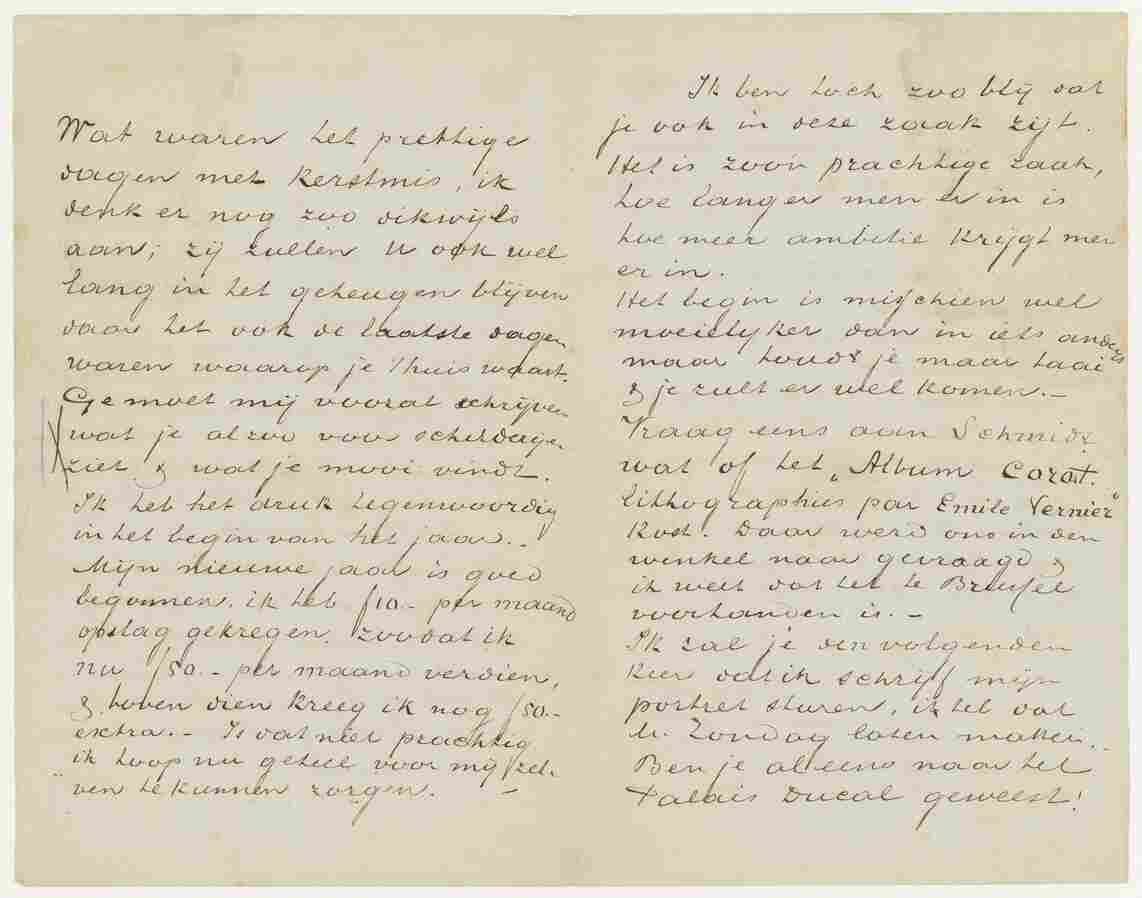 Wat waren het prettige
dagen met Kerstmis, ik
denk er nog zoo dikwijls
aan; zij zullen U ook wel
lang in het geheugen blijven
daar het ook de laatste dagen
waren waarop je thuis waart.
Ge moet mij vooral schrijven
wat je alzoo voor schilderijen
ziet & wat je mooi vindt.
Ik heb het druk tegenwoordig
in het begin van het jaar.-
Mijn nieuwe jaar is goed
begonnen, ik heb ƒ10.- per maand
opslag gekregen, zoodat ik
nu ƒ50.- per maand verdien,
& boven dien kreeg ik nog ƒ50.-
extra.- Is dat niet prachtig
ik hoop nu geheel voor mij zel-
ven te kunnen zorgen. -
Ik ben toch zoo blij dat
je ook in deze zaak zijt.
Het is zoo'n prachtige zaak,
hoe langer men er in is
hoe meer ambitie krijgt men
er in.
Het begin is misschien wel
moeielyker dan in iets anders
maar houdt je maar taai
& je zult er wel komen.-
Vraag eens aan Schmidt
wat of het „Album Corot.
Lithographies par Emile Vernier"
kost. Daar werd ons in den
winkel naar gevraagd &
ik weet dat het te Brussel
voorhanden is.-
Ik zal je den volgenden
keer dat ik schrijf mijn
portret sturen, ik heb dat
ll. Zondag laten maken.
Ben je al eens naar het
Palais Ducal geweest!